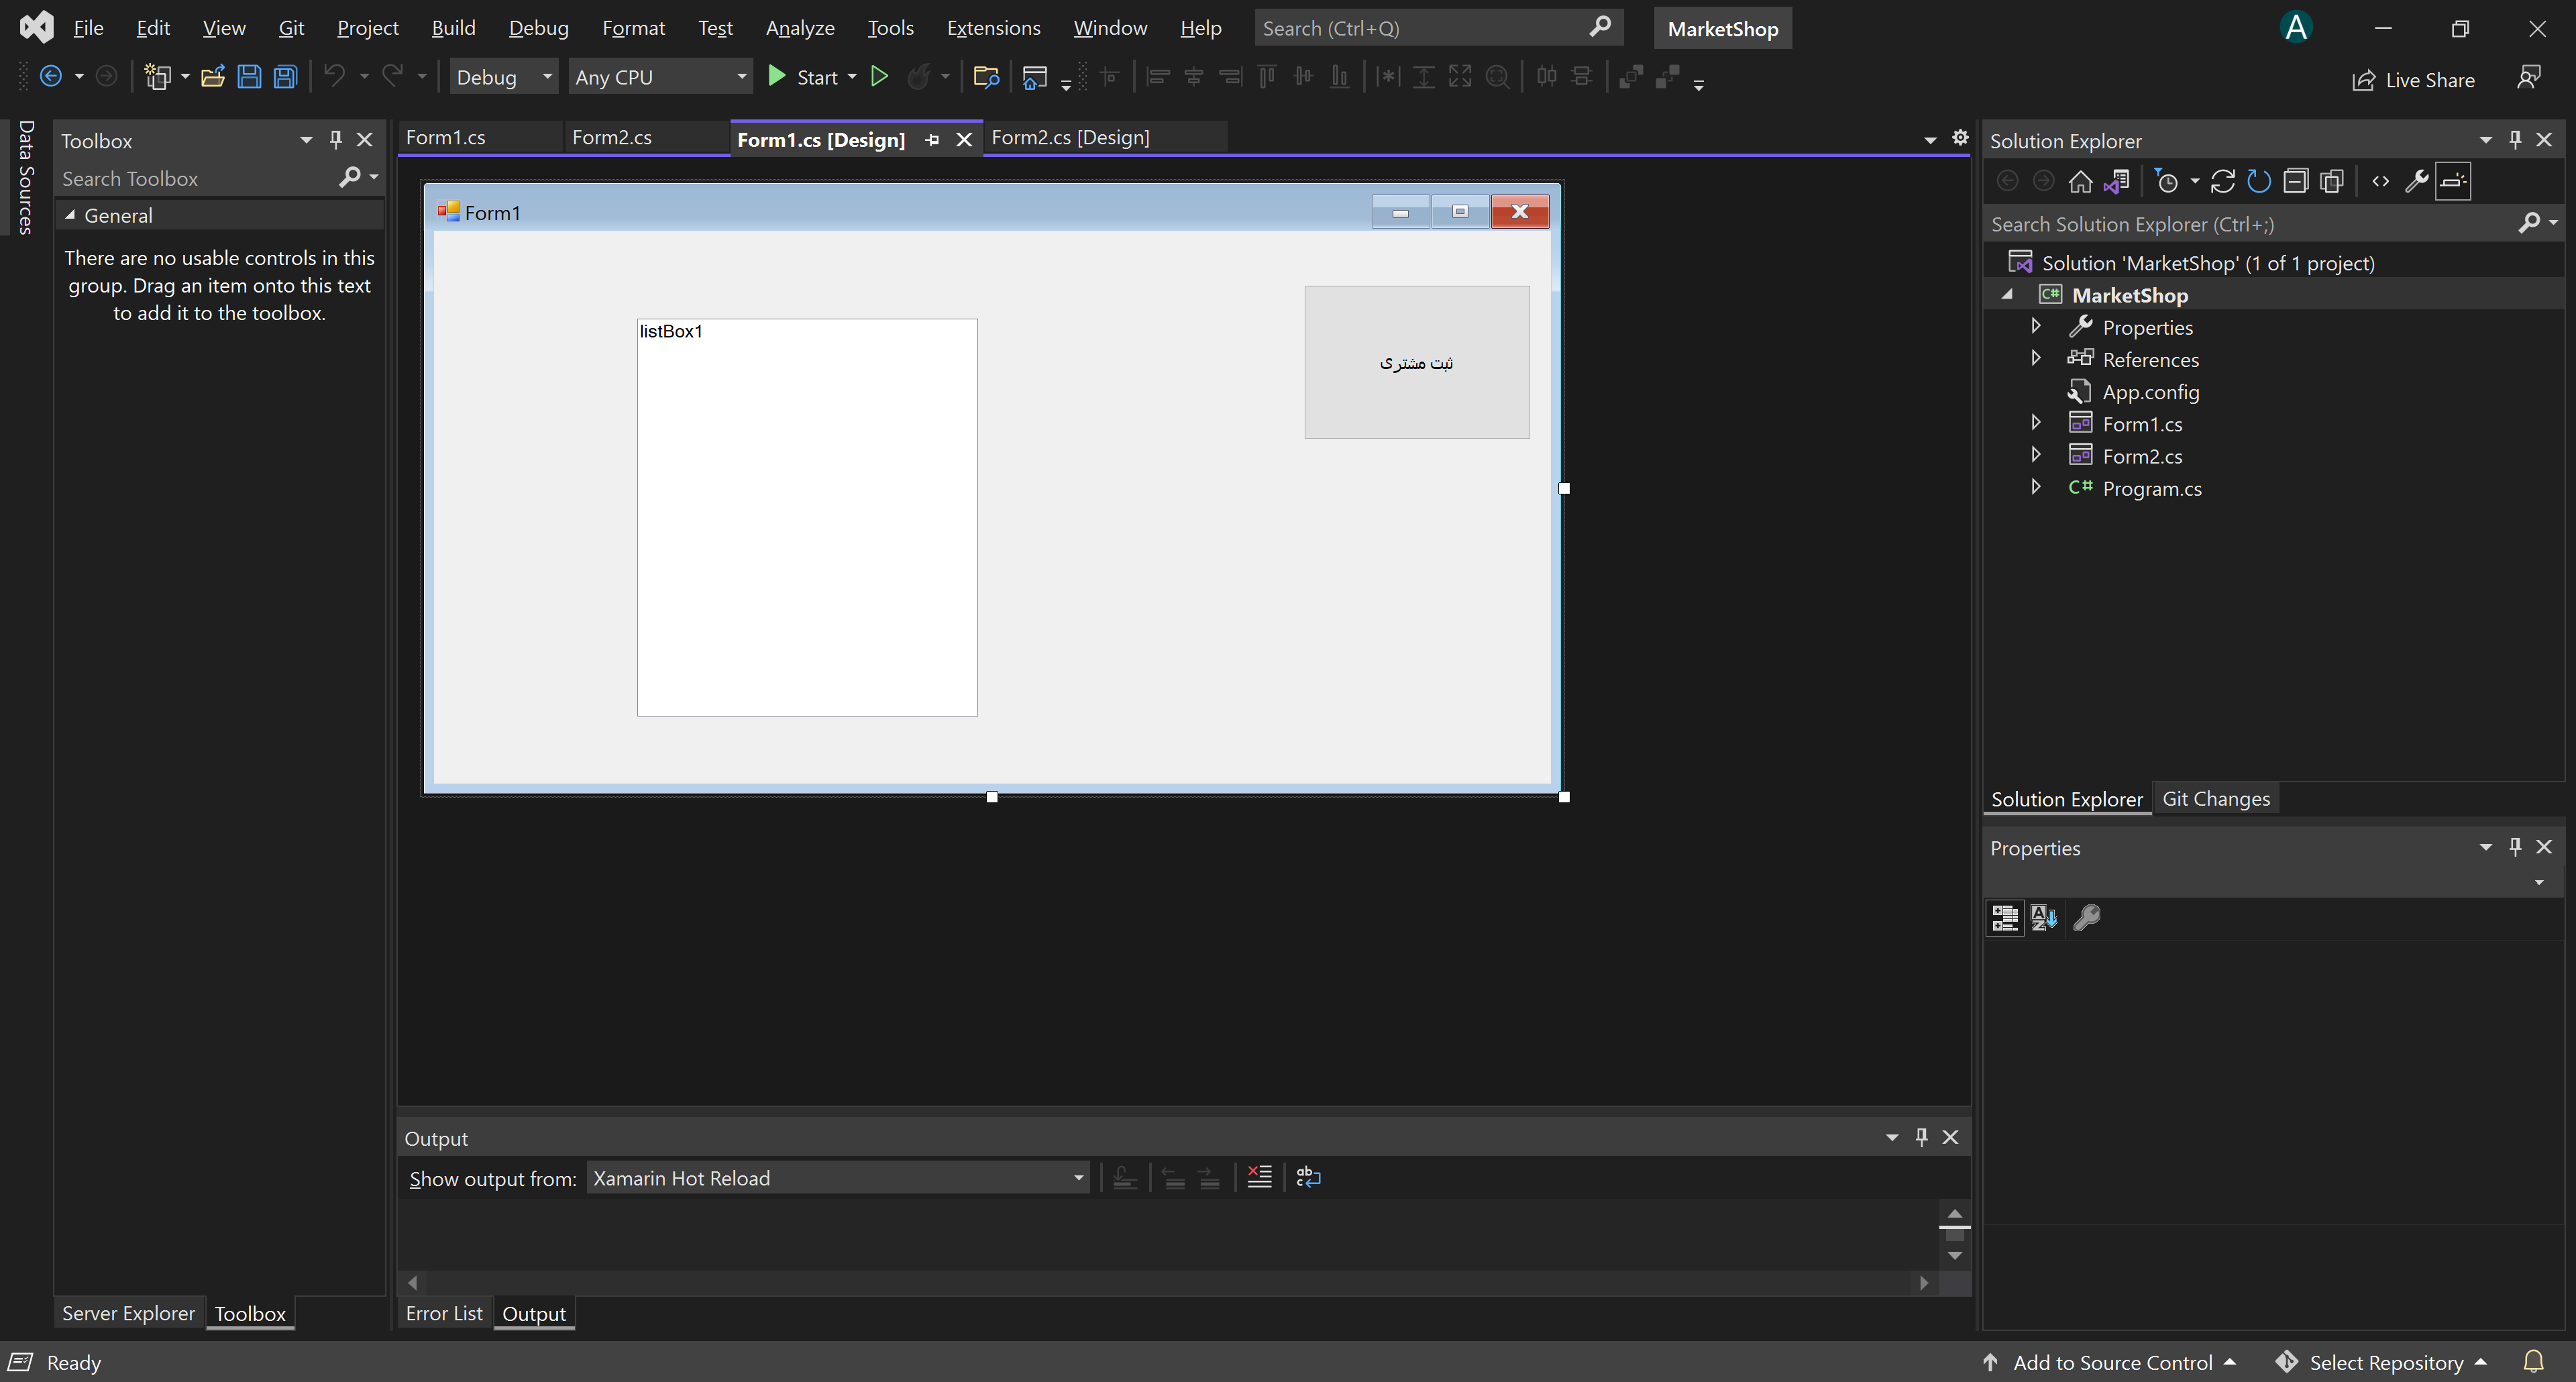 File Edit View Git Project Build Debug Format Test Analyze Tools Extensions Window Help Search (Ctrl+Q) MarketShop A
Debug Any CPU Start Live Share
Data Sources
Toolbox
Search Toolbox
General
There are no usable controls in this
group. Drag an item onto this text
to add it to the toolbox.
Server Explorer Toolbox
Form1.cs Form2.cs Form1.cs [Design] Form2.cs [Design]
Form1
listBox1
ثبت مشتری
Output
Show output from: Xamarin Hot Reload
Error List Output
Solution Explorer
Search Solution Explorer (Ctrl+;)
Solution 'MarketShop' (1 of 1 project)
C# MarketShop
Properties
References
App.config
Form1.cs
Form2.cs
C# Program.cs
Solution Explorer Git Changes
Properties
Ready Add to Source Control Select Repository